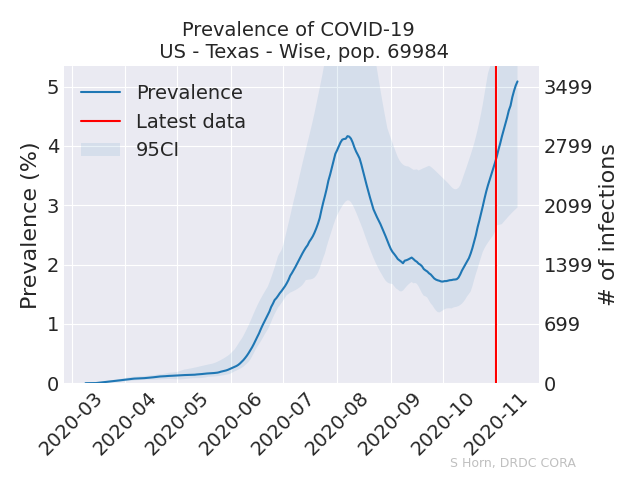 Prevalence of COVID-19
US - Texas - Wise, pop. 69984
Prevalence
Latest data
95CI
Prevalence (%)
5
4
3
2
1
0
3499
2799
2099
1399
699
0
# of infections
2020-03
2020-04
2020-05
2020-06
2020-07
2020-08
2020-09
2020-10
2020-11
S Horn, DRDC CORA